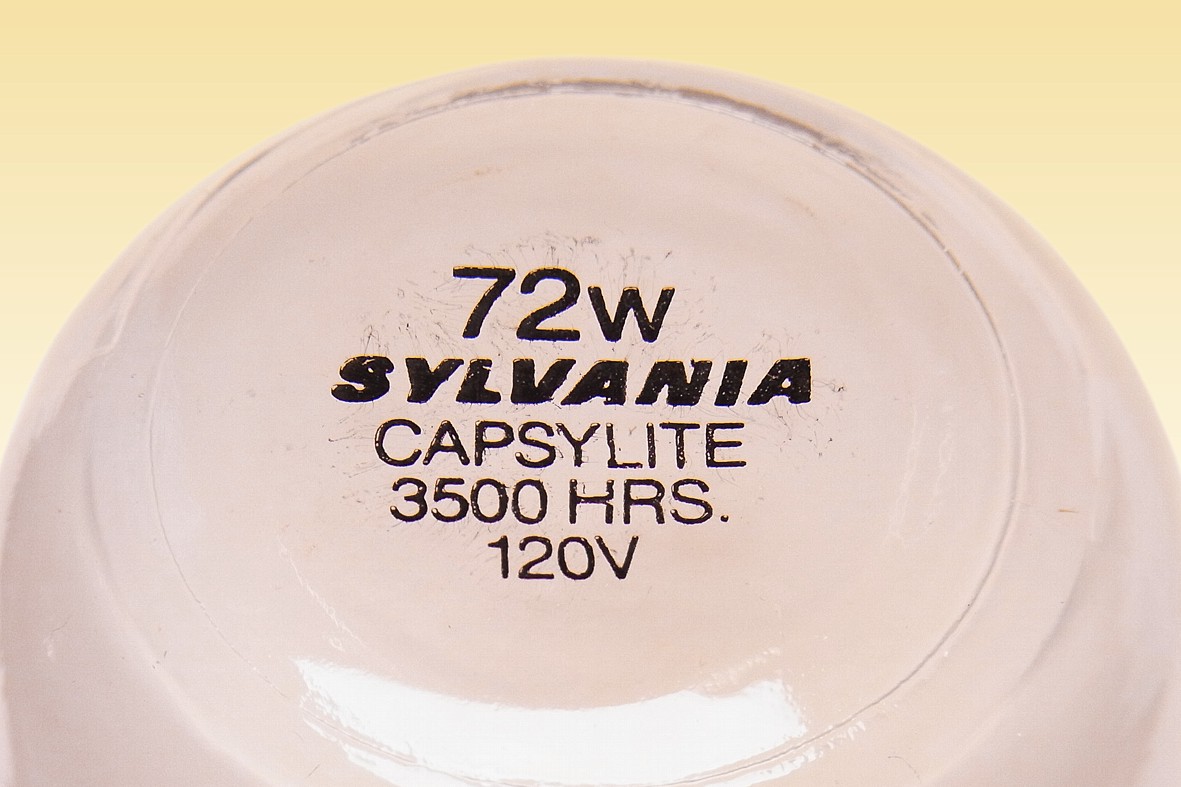 72W
SYLVANIA
CAPSYLITE
3500 HRS.
120V